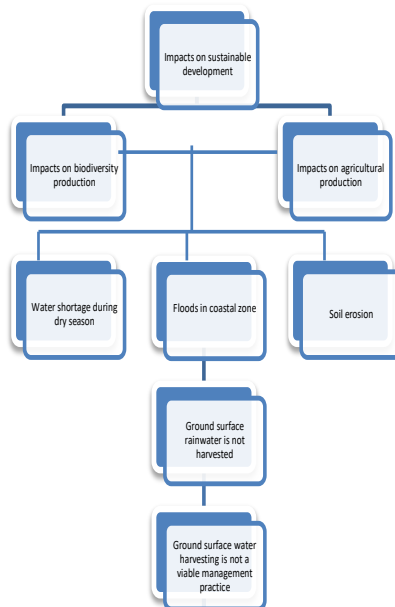 Impacts on sustainable
development
Impacts on biodiversity
production
Impacts on agricultural
production
Water shortage during
dry season
Floods in coastal zone
Soil erosion
Ground surface
rainwater is not
harvested
Ground surface water
harvesting is not a
viable management
practice